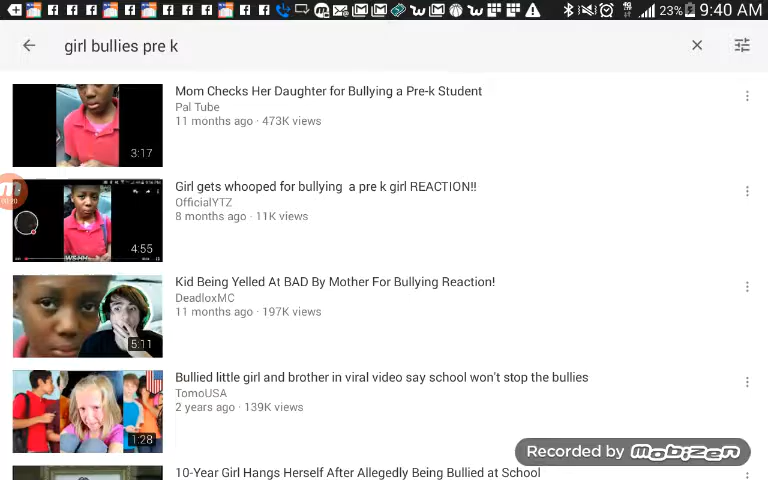 4G 23% 9:40 AM
girl bullies pre k
Mom Checks Her Daughter for Bullying a Pre-k Student
Pal Tube
11 months ago · 473K views
3:17
Girl gets whooped for bullying a pre k girl REACTION!!
OfficialYTZ
8 months ago · 11K views
4:55
Kid Being Yelled At BAD By Mother For Bullying Reaction!
DeadloxMC
11 months ago · 197K views
5:11
Bullied little girl and brother in viral video say school won't stop the bullies
TomoUSA
2 years ago · 139K views
1:28
Recorded by Mobizen
10-Year Girl Hangs Herself After Allegedly Being Bullied at School